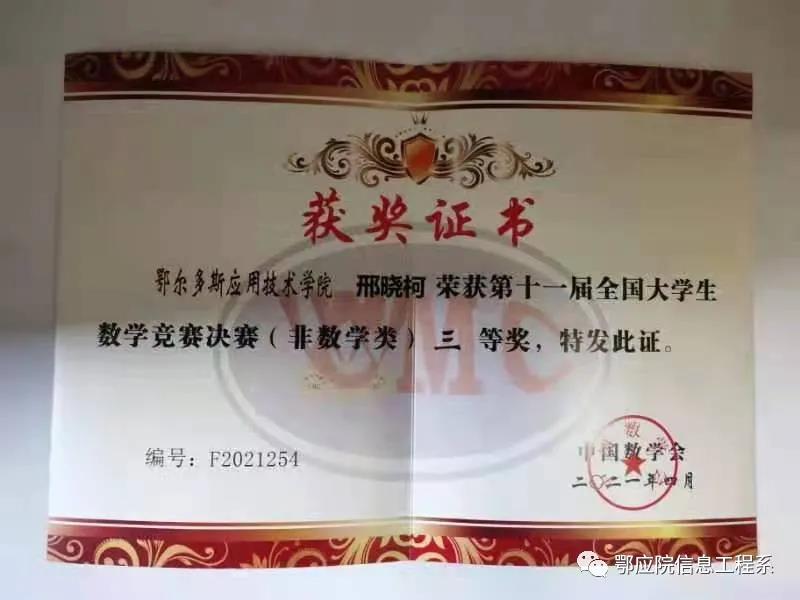 获奖证书
鄂尔多斯应用技术学院 邢晓柯 荣获第十一届全国大学生
数学竞赛决赛（非数学类）三 等奖，特发此证。
CMC
编号：F2021254
中国数学会
二〇二一年四月
鄂应院信息工程系